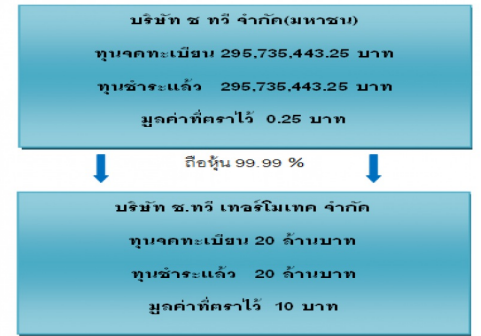 บริษัท ช ทวี จำกัด(มหาชน)
ทุนจดทะเบียน 295,735,443.25 บาท
ทุนชำระแล้ว 295,735,443.25 บาท
มูลค่าที่ตราไว้ 0.25 บาท
ถือหุ้น 99.99 %
บริษัท ช.ทวี เทอร์โมเทค จำกัด
ทุนจดทะเบียน 20 ล้านบาท
ทุนชำระแล้ว 20 ล้านบาท
มูลค่าที่ตราไว้ 10 บาท